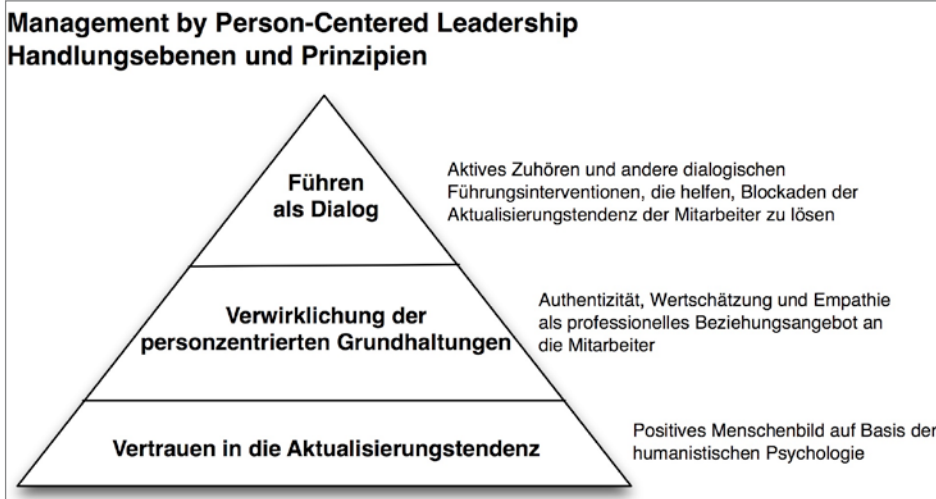 Management by Person-Centered Leadership
Handlungsebenen und Prinzipien
Führen
als Dialog
Aktives Zuhören und andere dialogischen
Führungsinterventionen, die helfen, Blockaden der
Aktualisierungstendenz der Mitarbeiter zu lösen
Verwirklichung der
personzentrierten Grundhaltungen
Authentizität, Wertschätzung und Empathie
als professionelles Beziehungsangebot an
die Mitarbeiter
Vertrauen in die Aktualisierungstendenz
Positives Menschenbild auf Basis der
humanistischen Psychologie